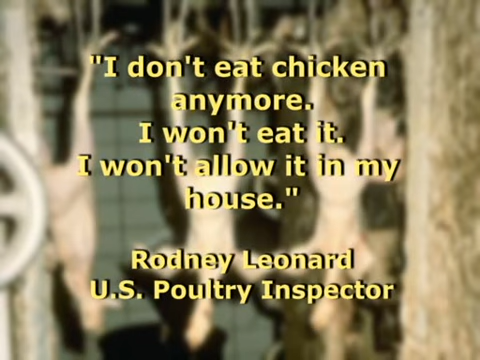 "I don't eat chicken
anymore.
I won't eat it.
I won't allow it in my
house."
Rodney Leonard
U.S. Poultry Inspector